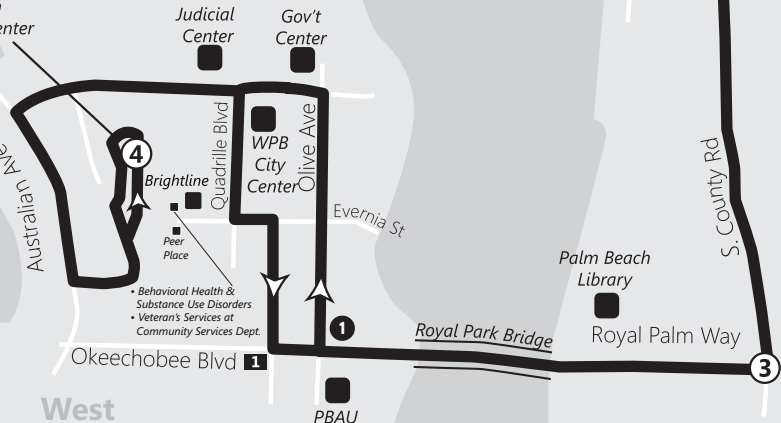 enter
Judicial
Center
Gov't
Center
4
Quadrille Blvd
WPB
City
Center
Olive Ave
Australian Ave
Brightline
Peer
Place
• Behavioral Health &
Substance Use Disorders
• Veteran's Services at
Community Services Dept.
Evernia St
S. County Rd
Palm Beach
Library
1
Royal Park Bridge
Royal Palm Way
Okeechobee Blvd 1
3
West
PBAU